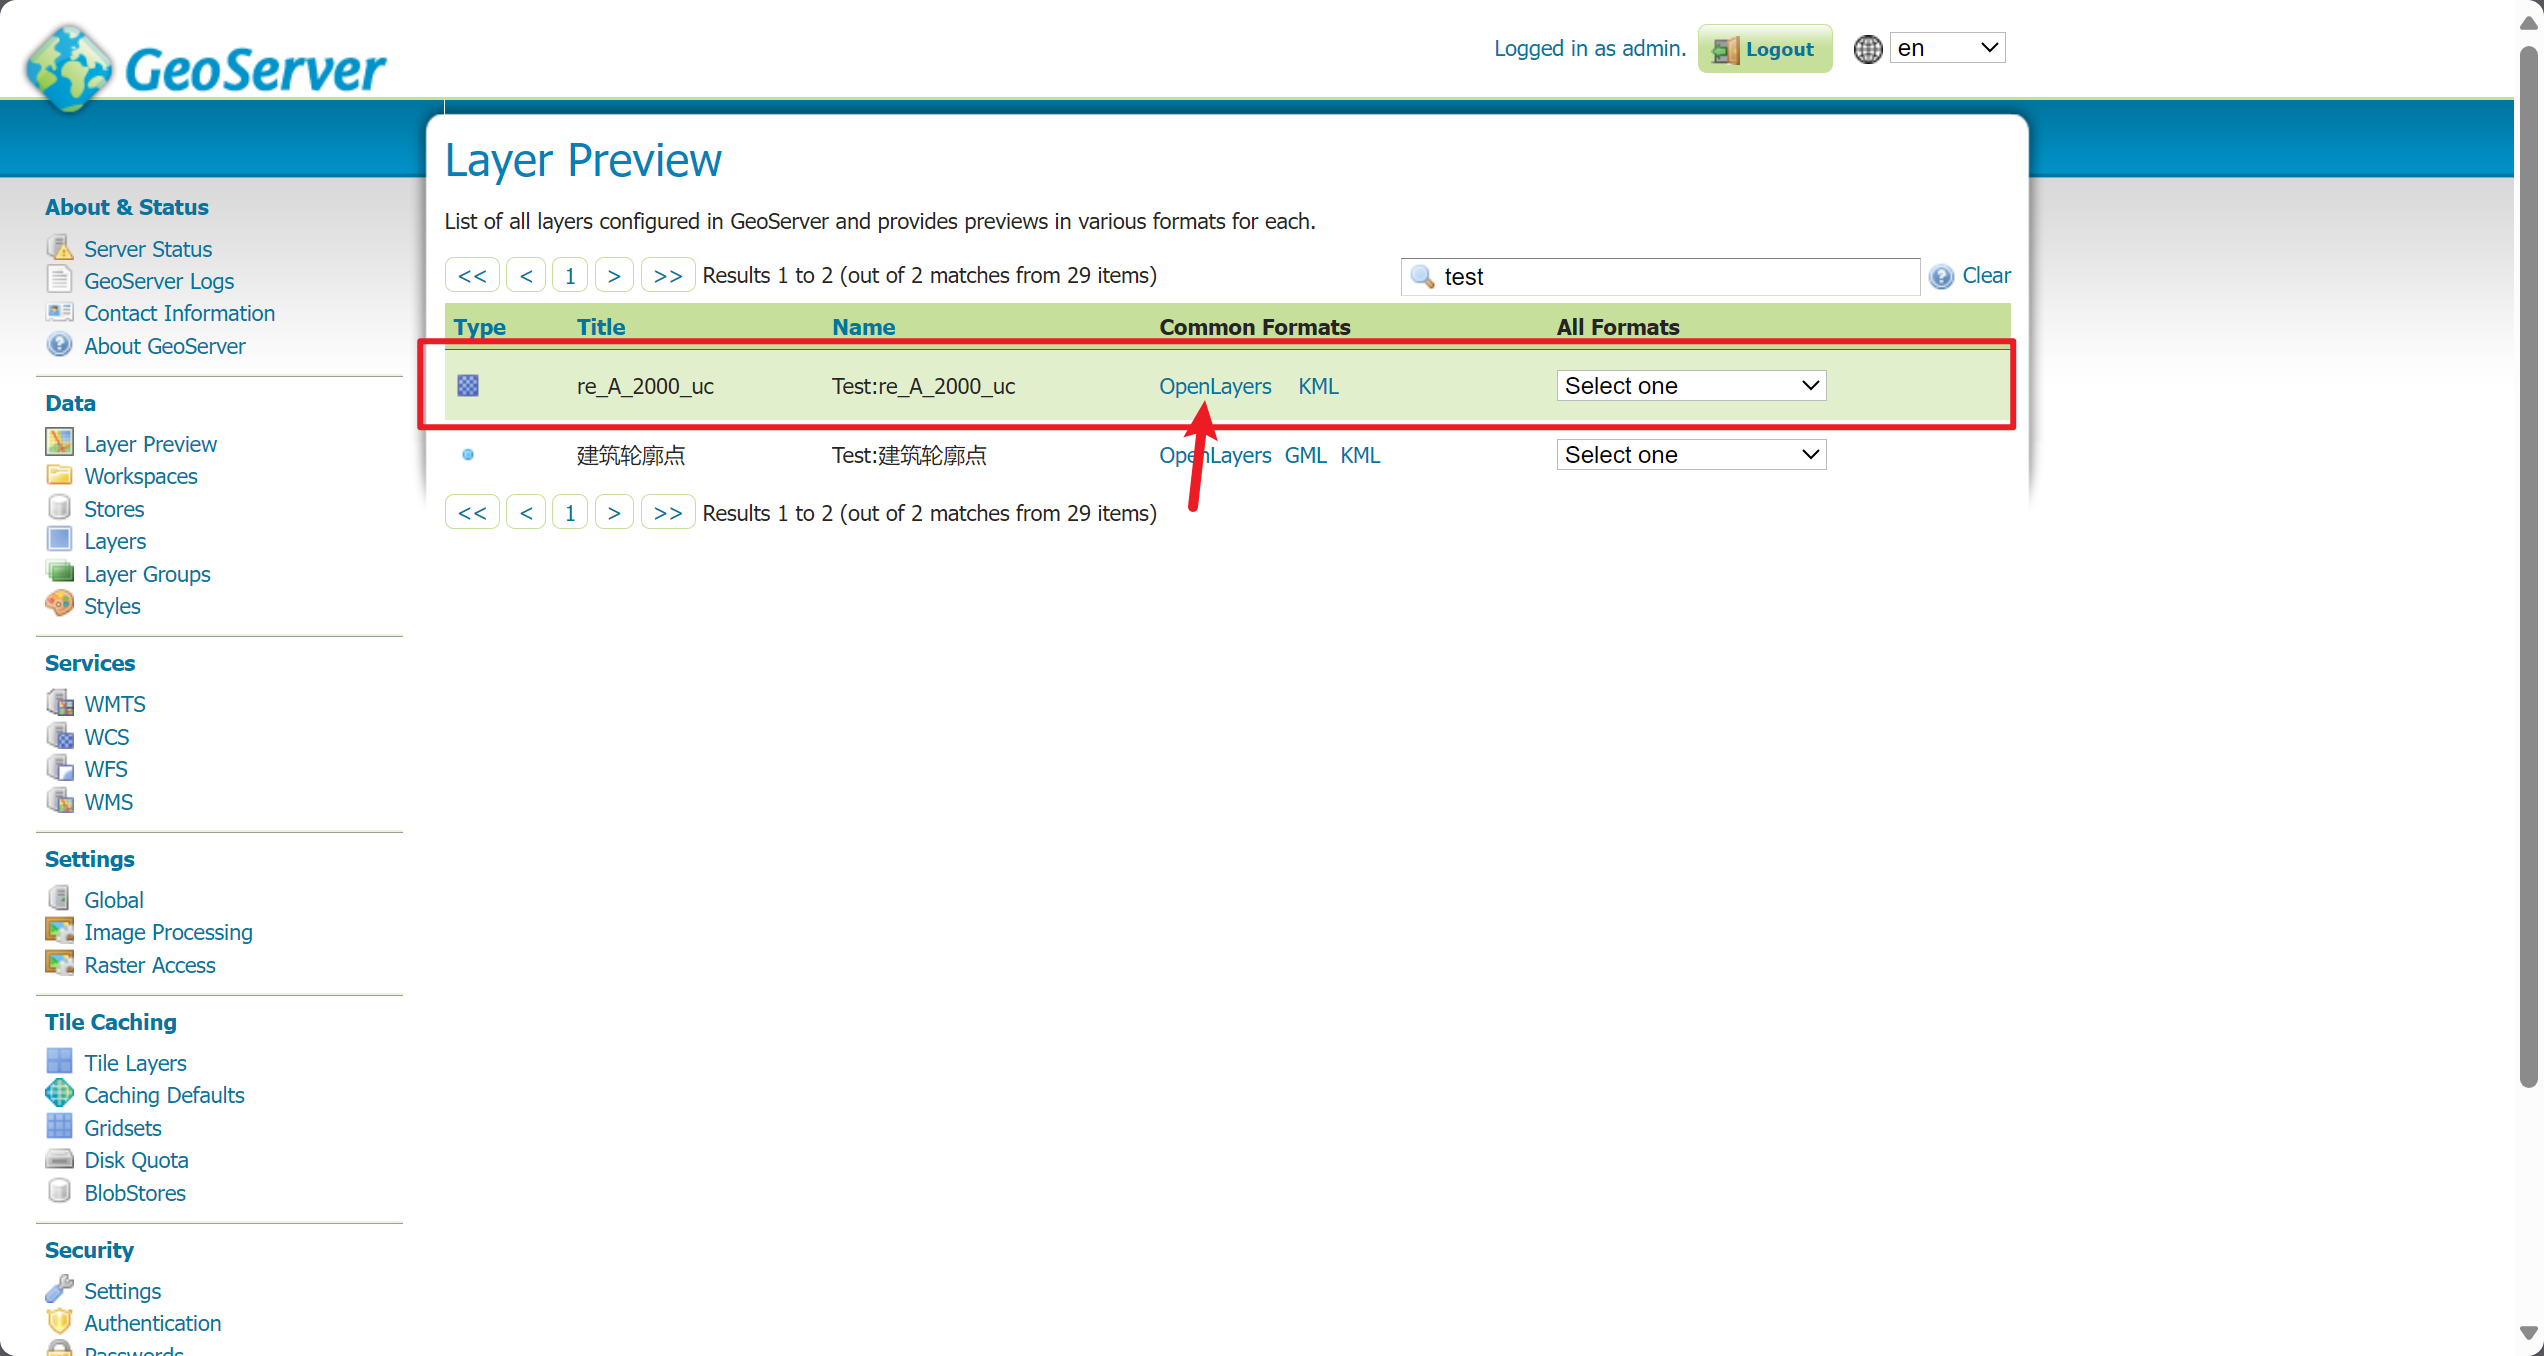 GeoServer
Logged in as admin.
Logout
en
Layer Preview
List of all layers configured in GeoServer and provides previews in various formats for each.
<< < 1 > >> Results 1 to 2 (out of 2 matches from 29 items)
test
Clear
Type Title Name Common Formats All Formats
re_A_2000_uc Test:re_A_2000_uc OpenLayers KML Select one
建筑轮廓点 Test:建筑轮廓点 OpenLayers GML KML Select one
<< < 1 > >> Results 1 to 2 (out of 2 matches from 29 items)
About & Status
Server Status
GeoServer Logs
Contact Information
About GeoServer
Data
Layer Preview
Workspaces
Stores
Layers
Layer Groups
Styles
Services
WMTS
WCS
WFS
WMS
Settings
Global
Image Processing
Raster Access
Tile Caching
Tile Layers
Caching Defaults
Gridsets
Disk Quota
BlobStores
Security
Settings
Authentication
Passwords